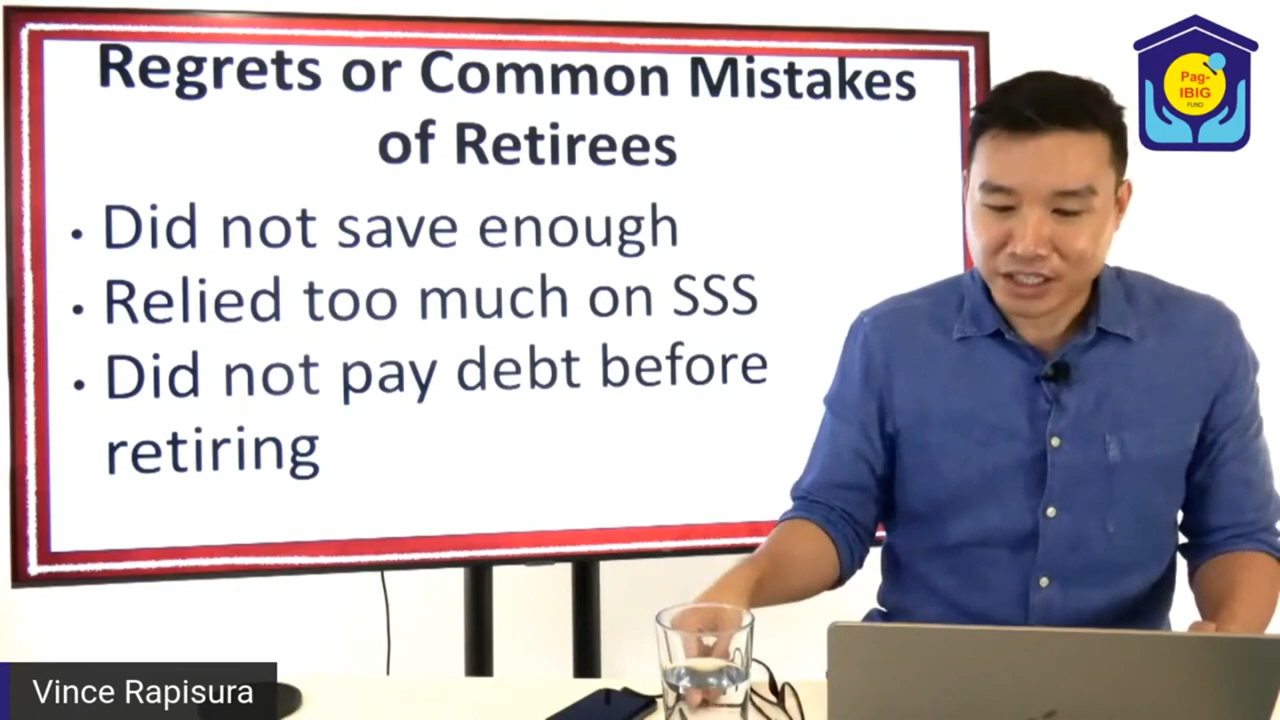 Regrets or Common Mistakes
of Retirees
• Did not save enough
• Relied too much on SSS
• Did not pay debt before
retiring
Pag-
IBIG
FUND
Vince Rapisura